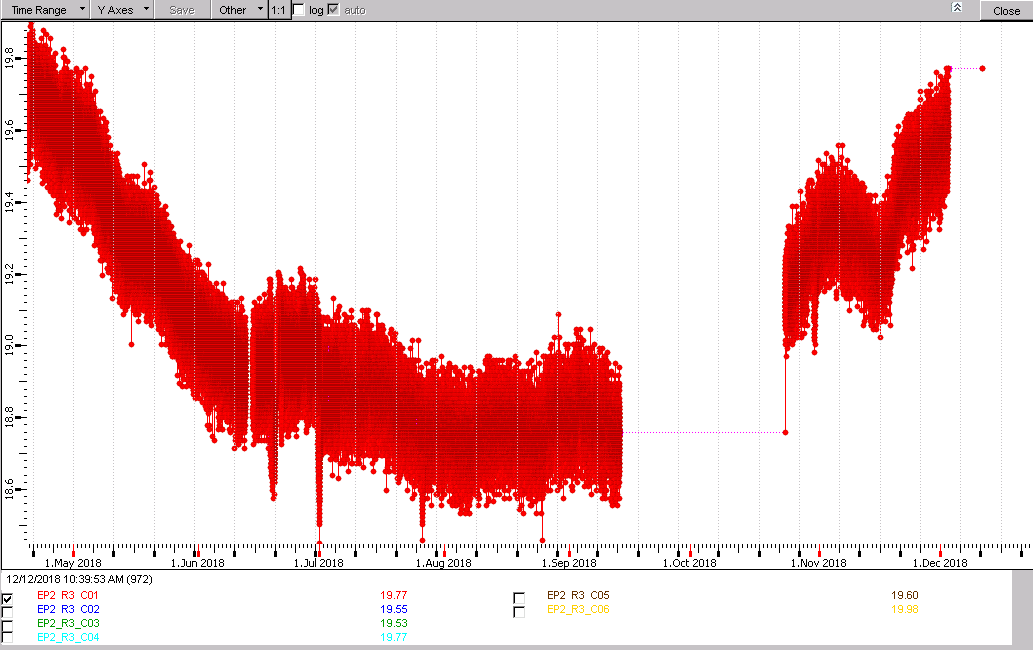 Time Range Y Axes Save Other 1:1 log auto Close
19.8
19.6
19.4
19.2
19.0
18.8
18.6
1.May 2018 1.Jun 2018 1.Jul 2018 1.Aug 2018 1.Sep 2018 1.Oct 2018 1.Nov 2018 1.Dec 2018
12/12/2018 10:39:53 AM (972)
EP2_R3_C01 19.77 EP2_R3_C05 19.60
EP2_R3_C02 19.55 EP2_R3_C06 19.98
EP2_R3_C03 19.53
EP2_R3_C04 19.77